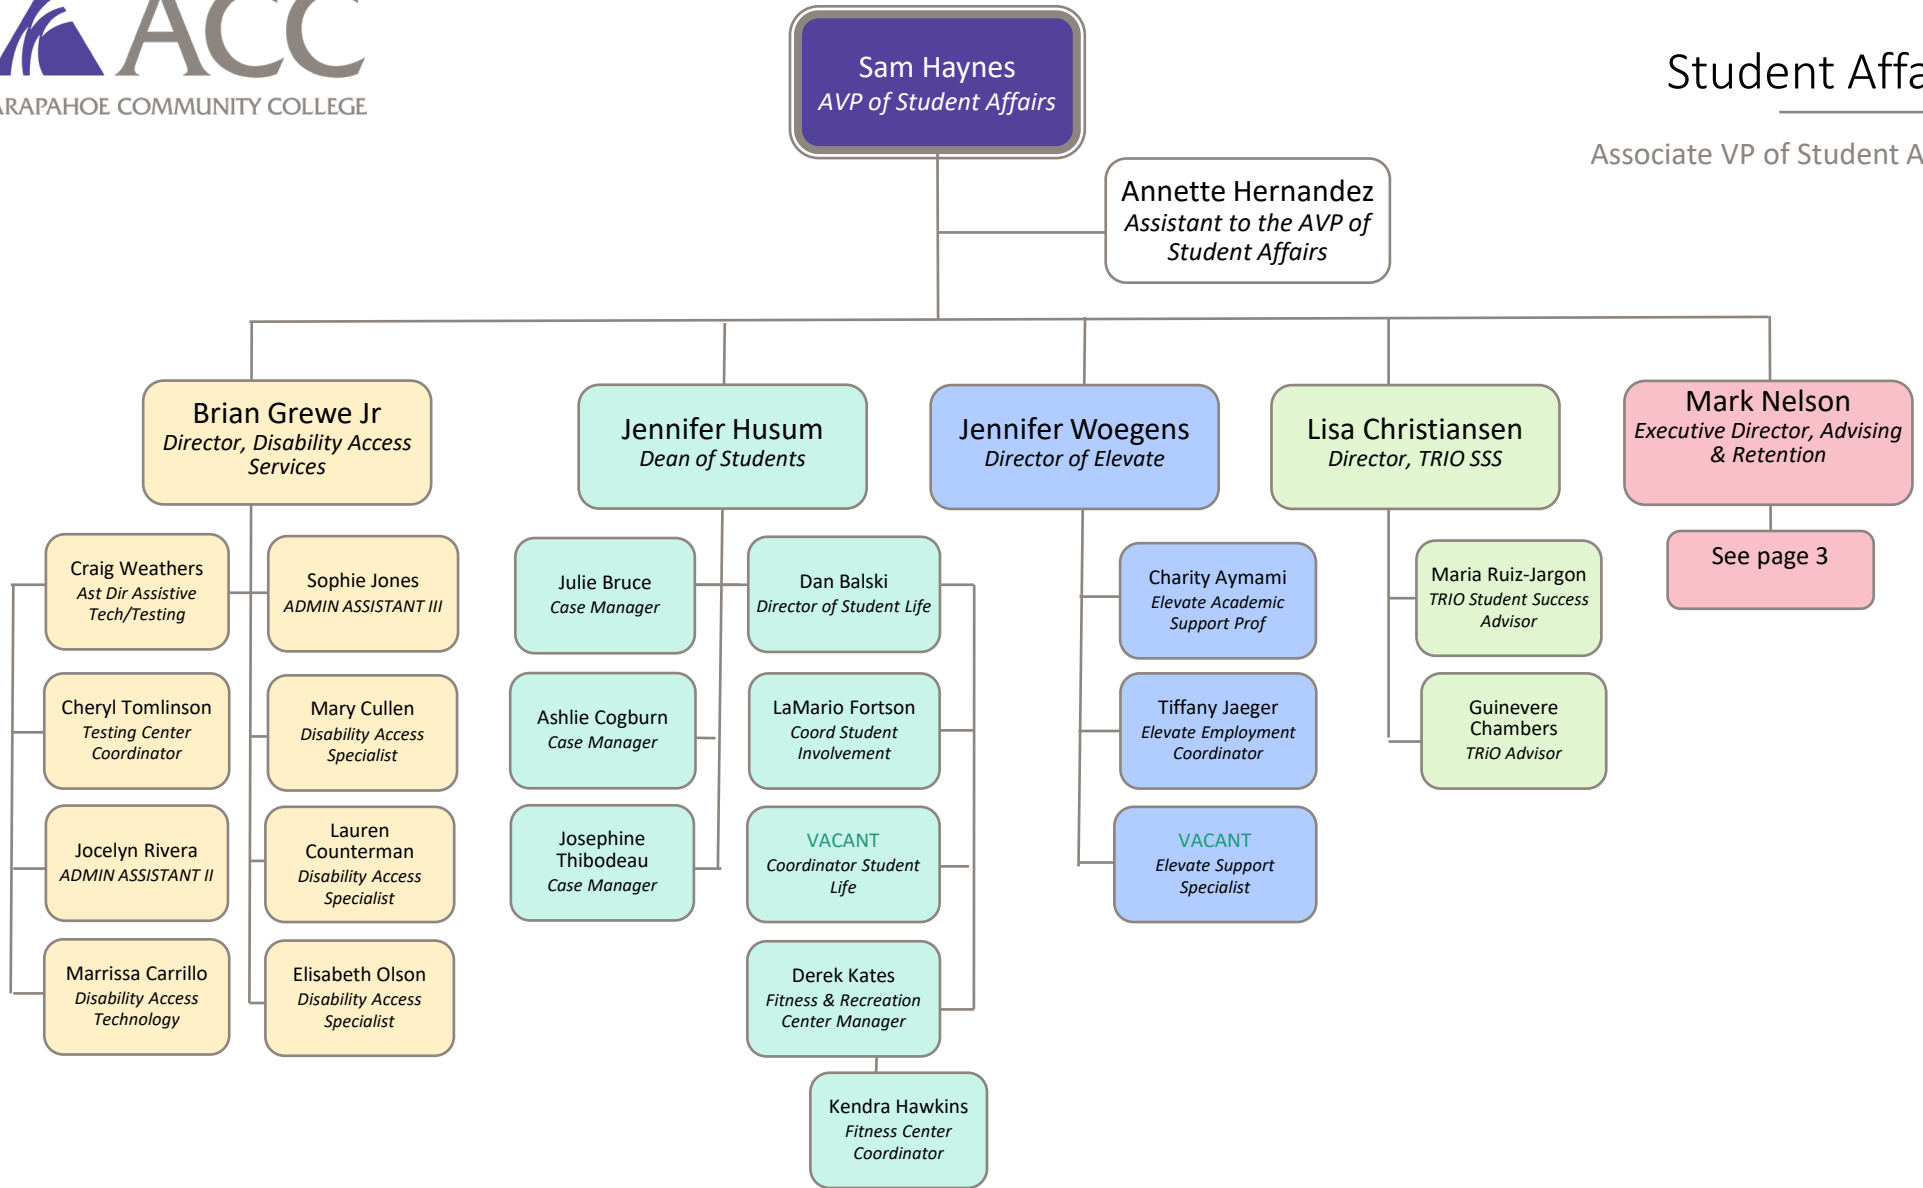 ACC
ARAPAHOE COMMUNITY COLLEGE
Sam Haynes
AVP of Student Affairs
Student Affa
Associate VP of Student A
Annette Hernandez
Assistant to the AVP of
Student Affairs
Brian Grewe Jr
Director, Disability Access
Services
Jennifer Husum
Dean of Students
Jennifer Woegens
Director of Elevate
Lisa Christiansen
Director, TRIO SSS
Mark Nelson
Executive Director, Advising
& Retention
Craig Weathers
Ast Dir Assistive
Tech/Testing
Sophie Jones
ADMIN ASSISTANT III
Julie Bruce
Case Manager
Dan Balski
Director of Student Life
Charity Aymami
Elevate Academic
Support Prof
Maria Ruiz-Jargon
TRIO Student Success
Advisor
See page 3
Cheryl Tomlinson
Testing Center
Coordinator
Mary Cullen
Disability Access
Specialist
Ashlie Cogburn
Case Manager
LaMario Fortson
Coord Student
Involvement
Tiffany Jaeger
Elevate Employment
Coordinator
Guinevere
Chambers
TRiO Advisor
Jocelyn Rivera
ADMIN ASSISTANT II
Lauren
Counterman
Disability Access
Specialist
Josephine
Thibodeau
Case Manager
VACANT
Coordinator Student
Life
VACANT
Elevate Support
Specialist
Marrissa Carrillo
Disability Access
Technology
Elisabeth Olson
Disability Access
Specialist
Derek Kates
Fitness & Recreation
Center Manager
Kendra Hawkins
Fitness Center
Coordinator